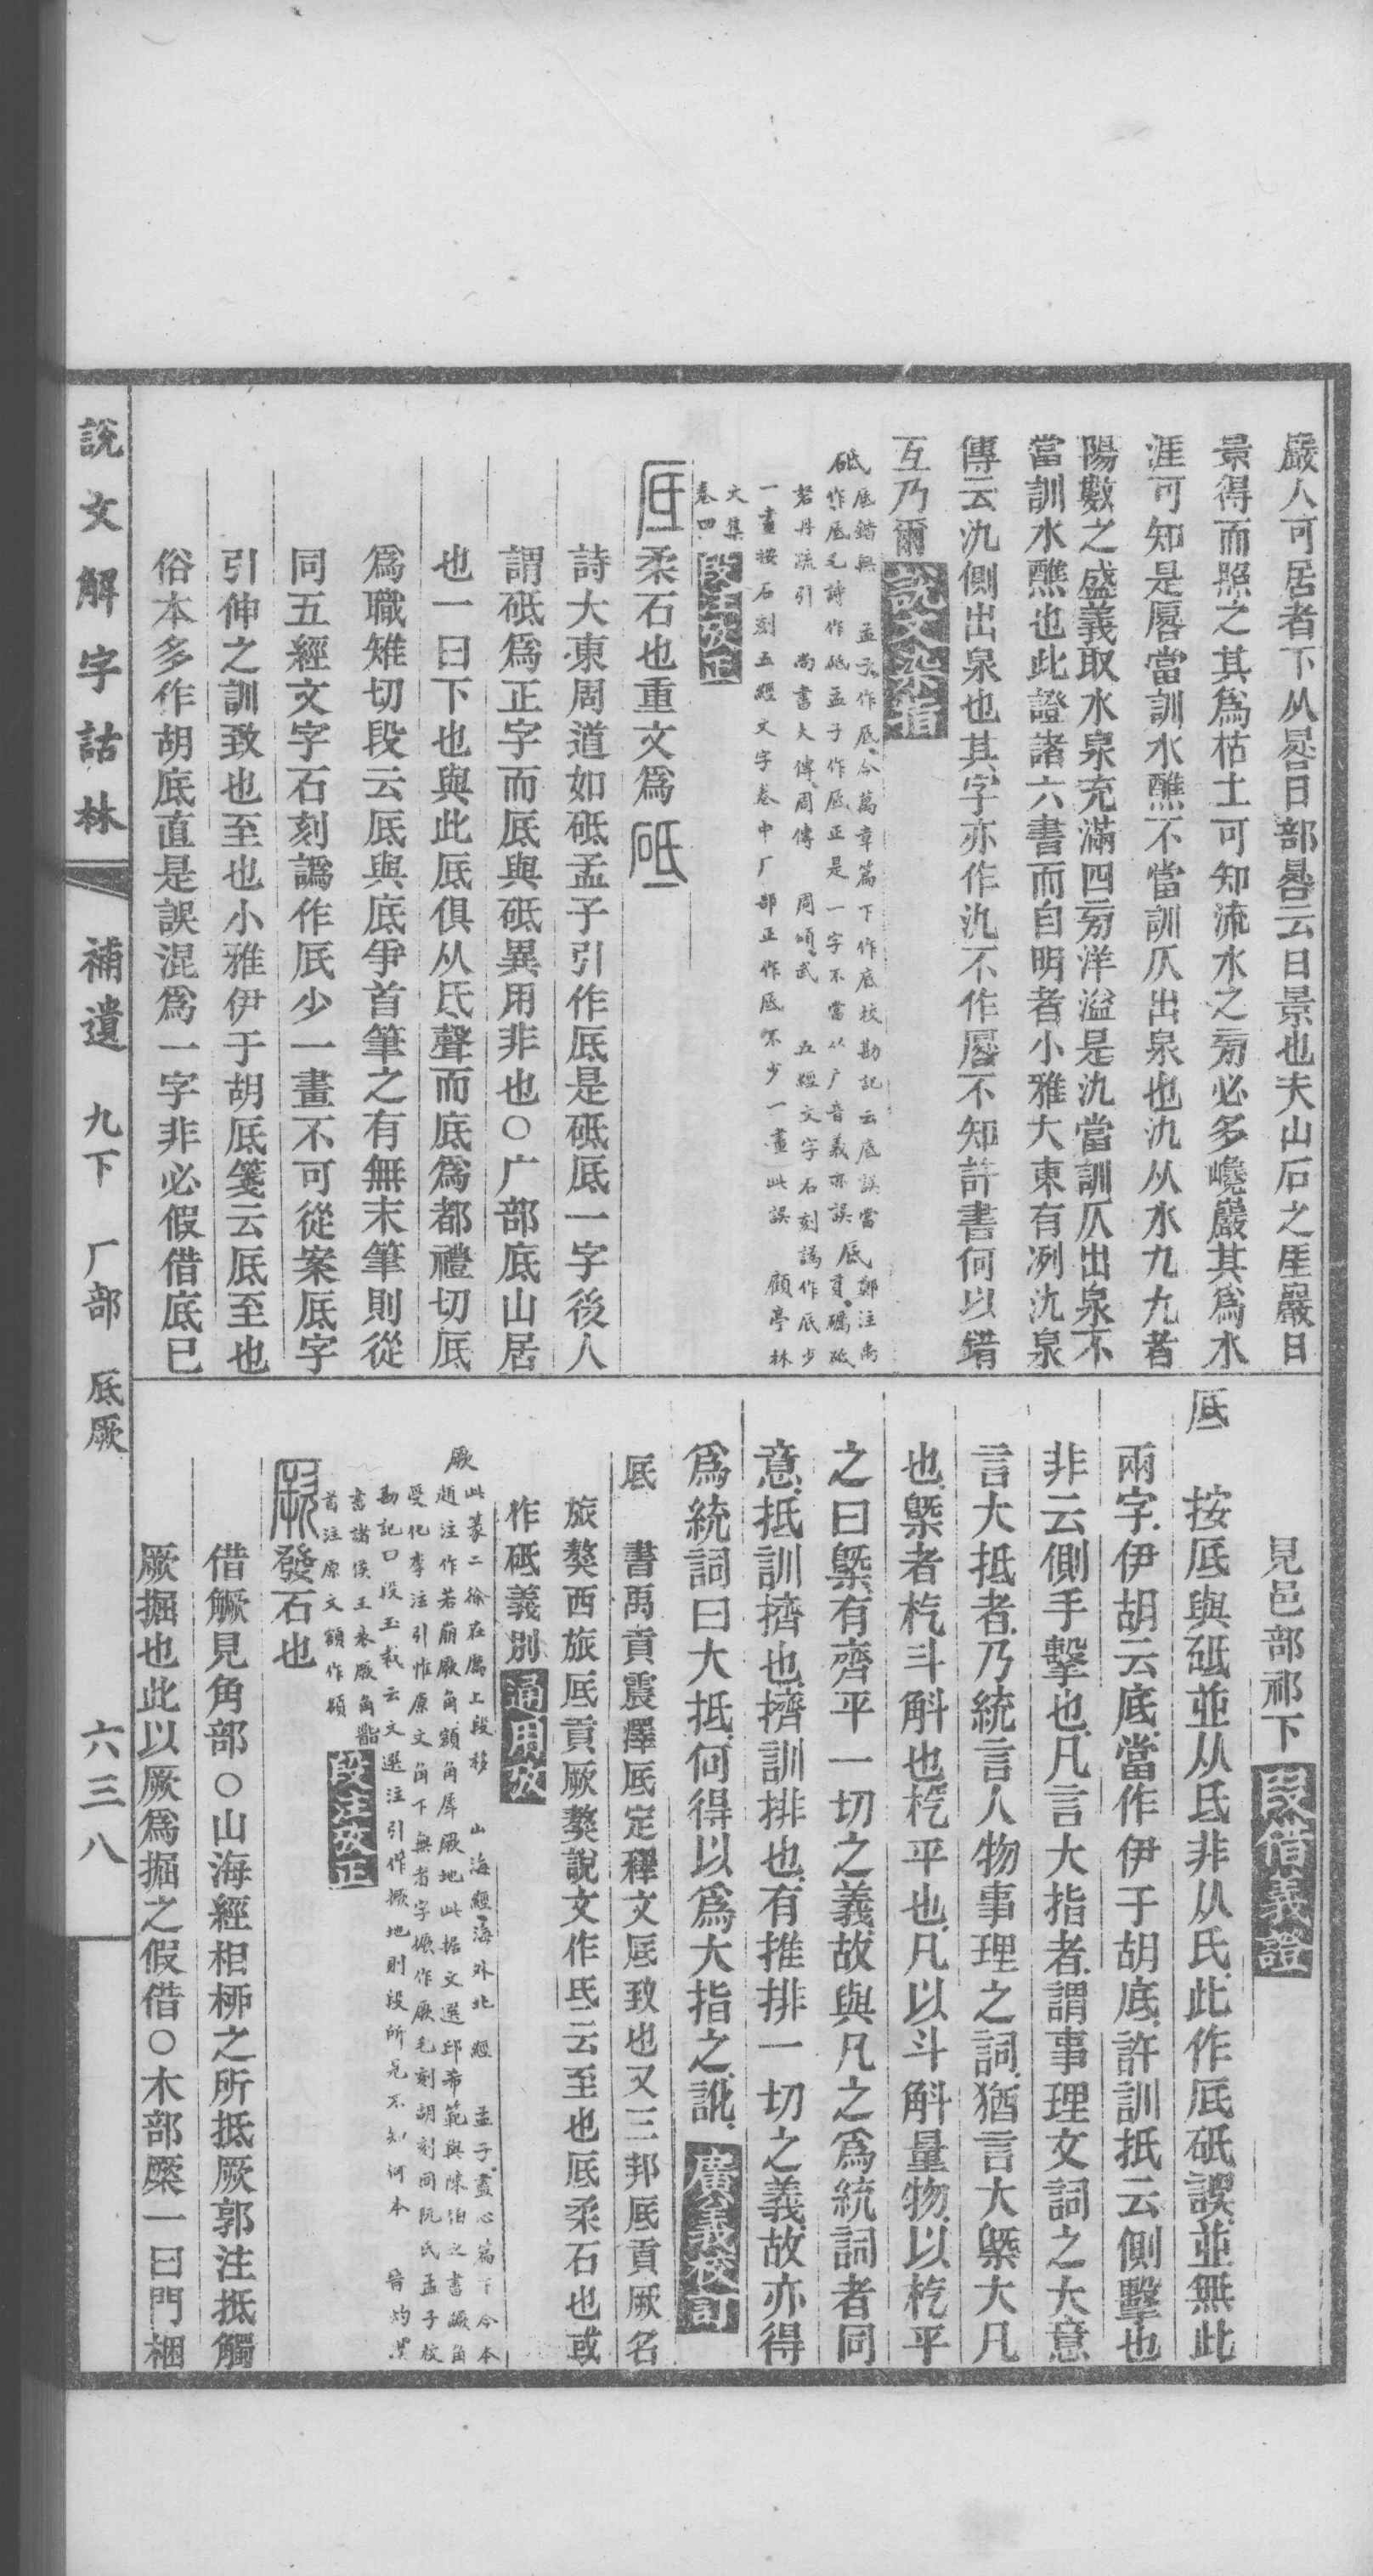 巖人可居者下从晷日部晷云日景也夫山石之厓巖日
景得而照之其爲枯土可知流水之旁必多巉巖其爲水
涯可知是厬當訓水醮不當訓仄出泉也氿从水九九者
陽數之盛義取水泉充滿四旁洋溢是氿當訓仄出泉不
當訓水醮也此證諸六書而自明者小雅大東有冽氿泉
傳云氿側出泉也其字亦作氿不作厬不知許書何以錯
互乃爾說文染指
砥底錯無 孟子作厎今萬章篇下作底校勘記云底誤當
作厎毛詩作砥孟子作厎正是一字不當从广音義亦誤
鄭注尚
厎貢礪砥
若丹疏引 尚書大傳周傳 周頌武 五經文字石刻譌作厎少
一畫按石刻五經文字卷中厂部正作厎不少一畫此誤 顧亭林
文集
卷四段注攷正
厎柔石也重文爲砥
詩大東周道如砥孟子引作厎是砥厎一字後人
謂砥爲正字而厎與砥異用非也○广部底山居
也一曰下也與此厎俱从氐聲而底爲都禮切厎
爲職雉切段云厎與底爭首筆之有無末筆則從
同五經文字石刻譌作厎少一畫不可從案厎字
引伸之訓致也至也小雅伊于胡厎箋云厎至也
俗本多作胡底直是誤混爲一字非必假借底巳
見邑部祁下段借義證
厎 按厎與砥並从氐非从氏此作厎砥誤並無此
兩字伊胡云底當作伊于胡底許訓抵云側擊也
非云側手擊也凡言大指者謂事理文詞之大意
言大抵者乃統言人物事理之詞猶言大槩大凡
也槩者杚斗斛也杚平也凡以斗斛量物以杚平
之曰槩有齊平一切之義故與凡之爲統詞者同
意抵訓擠也擠訓排也有推排一切之義故亦得
爲統詞曰大抵何得以爲大指之訛廣義校訂
厎 書禹貢震澤厎定釋文厎致也又三邦厎貢厥名
旅獒西旅厎貢厥獒說文作氐云至也厎柔石也或
作砥義別通用攷
厥此篆二徐在厲上段移 山海經海外北經 孟子盡心篇下今本
趙注作若崩厥角額角犀厥地此據文選邱希範與陳伯之書蹶角
受化李注引惟原文角下無者字撅作厥毛刻胡刻同阮氏孟子校
勘記曰段玉裁云文選注引作撅地則段所見不知何本 晉灼漢
書諸侯王表厥角䭫
首注原文額作頟段注攷正
厥發石也
借觼見角部○山海經相柳之所抵厥郭注抵觸
厥掘也此以厥爲掘之假借○木部橜一曰門梱
說文解字詁林 補遺 九下 厂部 厎厥 六三八